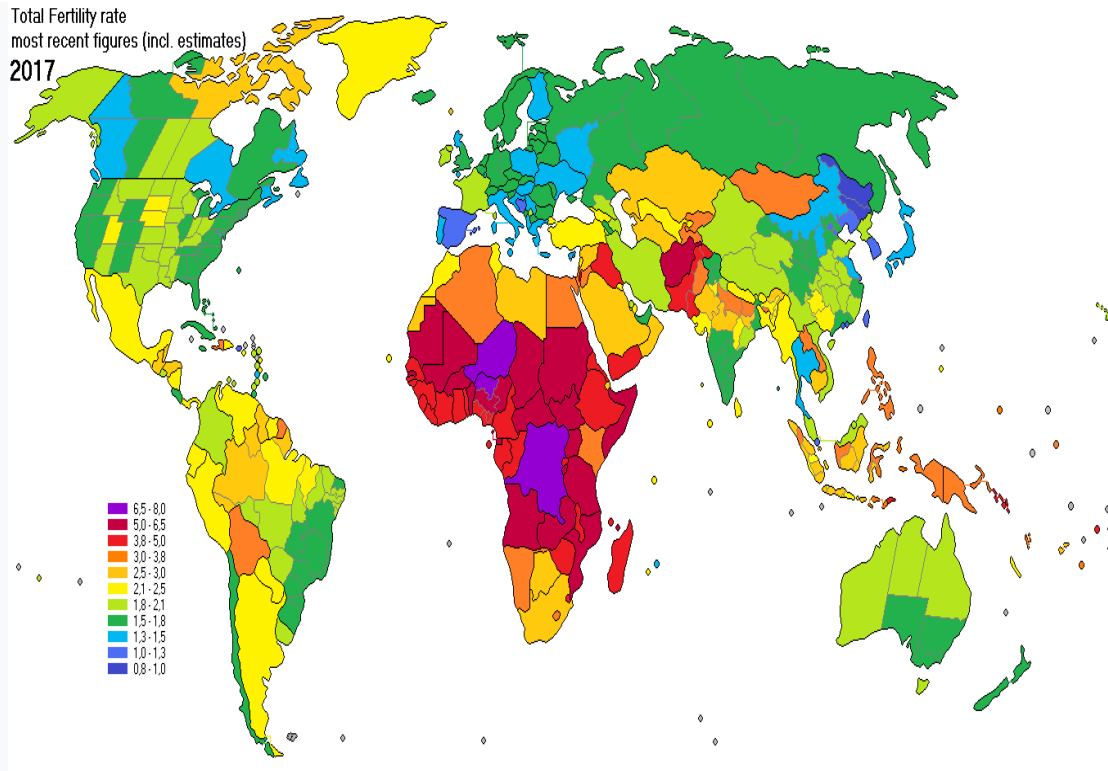 Total Fertility rate
most recent figures (incl. estimates)
2017
6,5 - 8,0
5,0 - 6,5
3,8 - 5,0
3,0 - 3,8
2,5 - 3,0
2,1 - 2,5
1,8 - 2,1
1,5 - 1,8
1,3 - 1,5
1,0 - 1,3
0,8 - 1,0